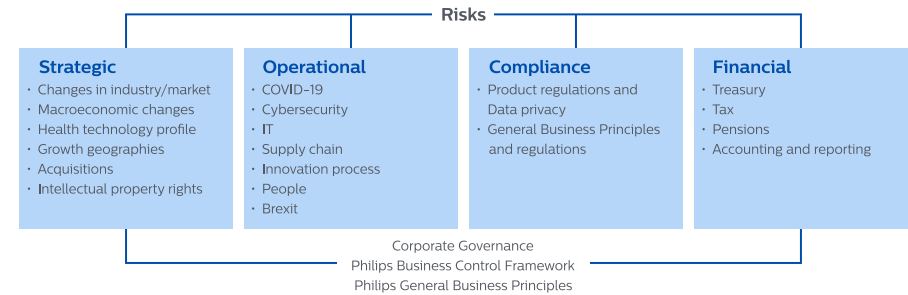 Risks
Strategic
· Changes in industry/market
· Macroeconomic changes
· Health technology profile
· Growth geographies
· Acquisitions
· Intellectual property rights
Operational
· COVID-19
· Cybersecurity
· IT
· Supply chain
· Innovation process
· People
· Brexit
Compliance
· Product regulations and
Data privacy
· General Business Principles
and regulations
Financial
· Treasury
· Tax
· Pensions
· Accounting and reporting
Corporate Governance
Philips Business Control Framework
Philips General Business Principles